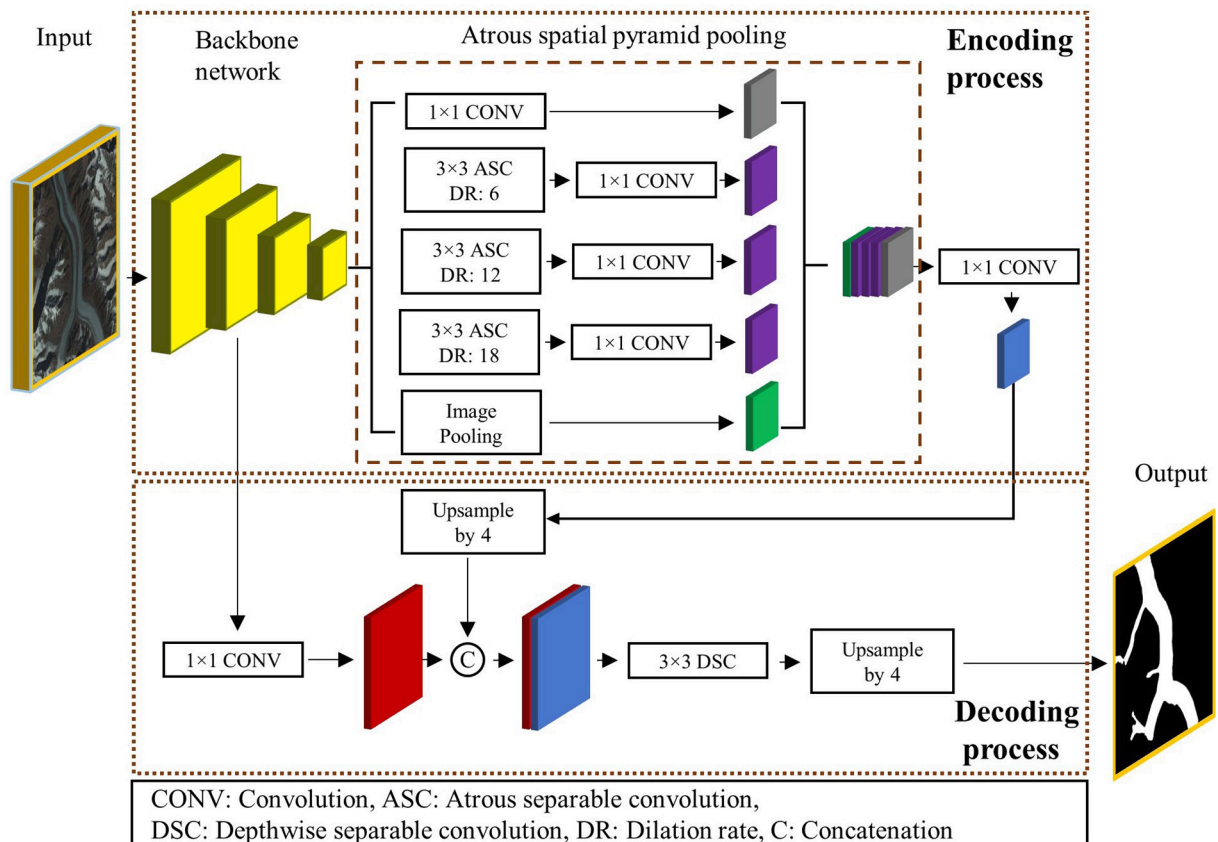 Input
Backbone
network
Atrous spatial pyramid pooling
Encoding
process
1×1 CONV
3×3 ASC
DR: 6
1×1 CONV
3×3 ASC
DR: 12
1×1 CONV
3×3 ASC
DR: 18
1×1 CONV
Image
Pooling
1×1 CONV
Output
Upsample
by 4
1×1 CONV
C
3×3 DSC
Upsample
by 4
Decoding
process
CONV: Convolution, ASC: Atrous separable convolution,
DSC: Depthwise separable convolution, DR: Dilation rate, C: Concatenation